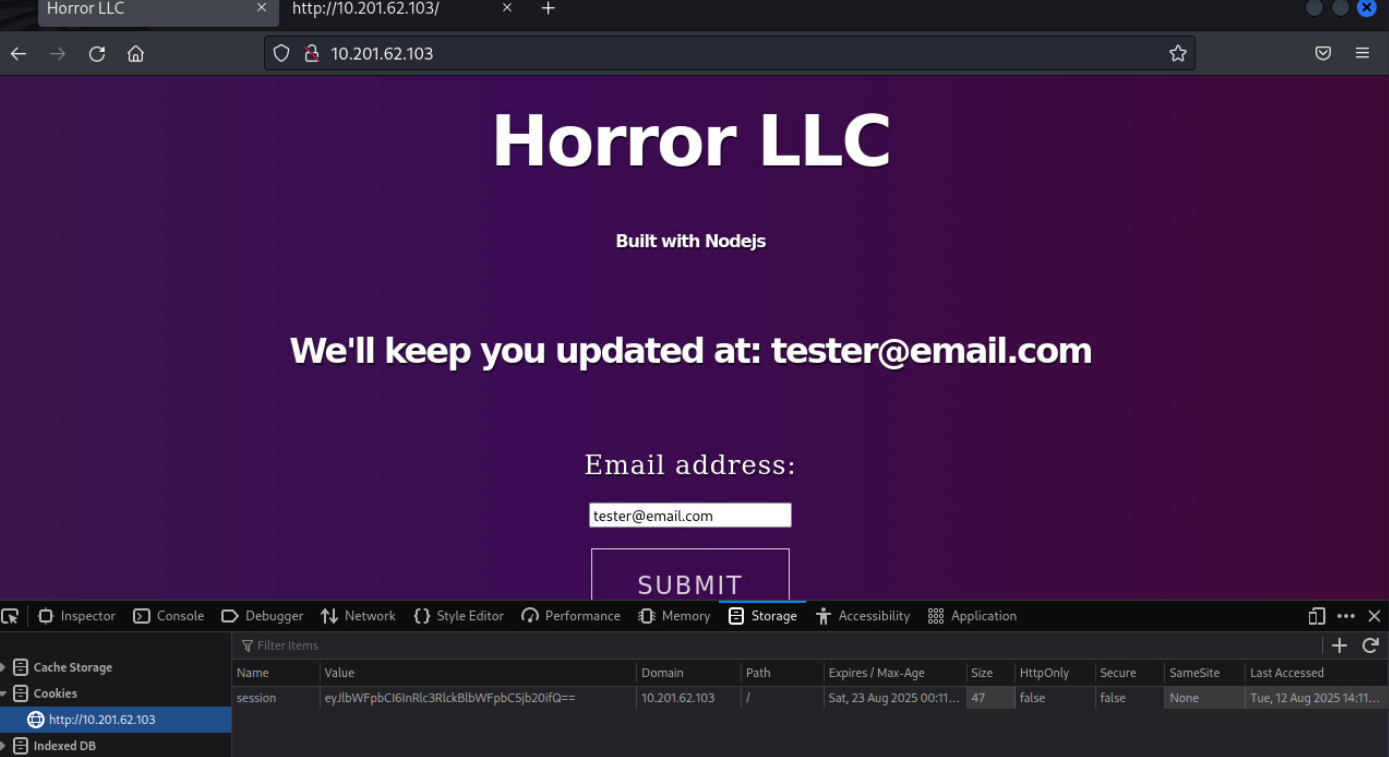 Horror LLC × http://10.201.62.103/ × +
10.201.62.103
Horror LLC
Built with Nodejs
We'll keep you updated at: tester@email.com
Email address:
tester@email.com
SUBMIT
Inspector Console Debugger Network Style Editor Performance Memory Storage Accessibility Application
Filter Items
Cache Storage
Cookies
http://10.201.62.103
Indexed DB
Name Value Domain Path Expires / Max-Age Size HttpOnly Secure SameSite Last Accessed
session eyJlbWFpbCI6InRlc3RlckBlbWFpbC5jb20ifQ== 10.201.62.103 / Sat, 23 Aug 2025 00:11... 47 false false None Tue, 12 Aug 2025 14:11...